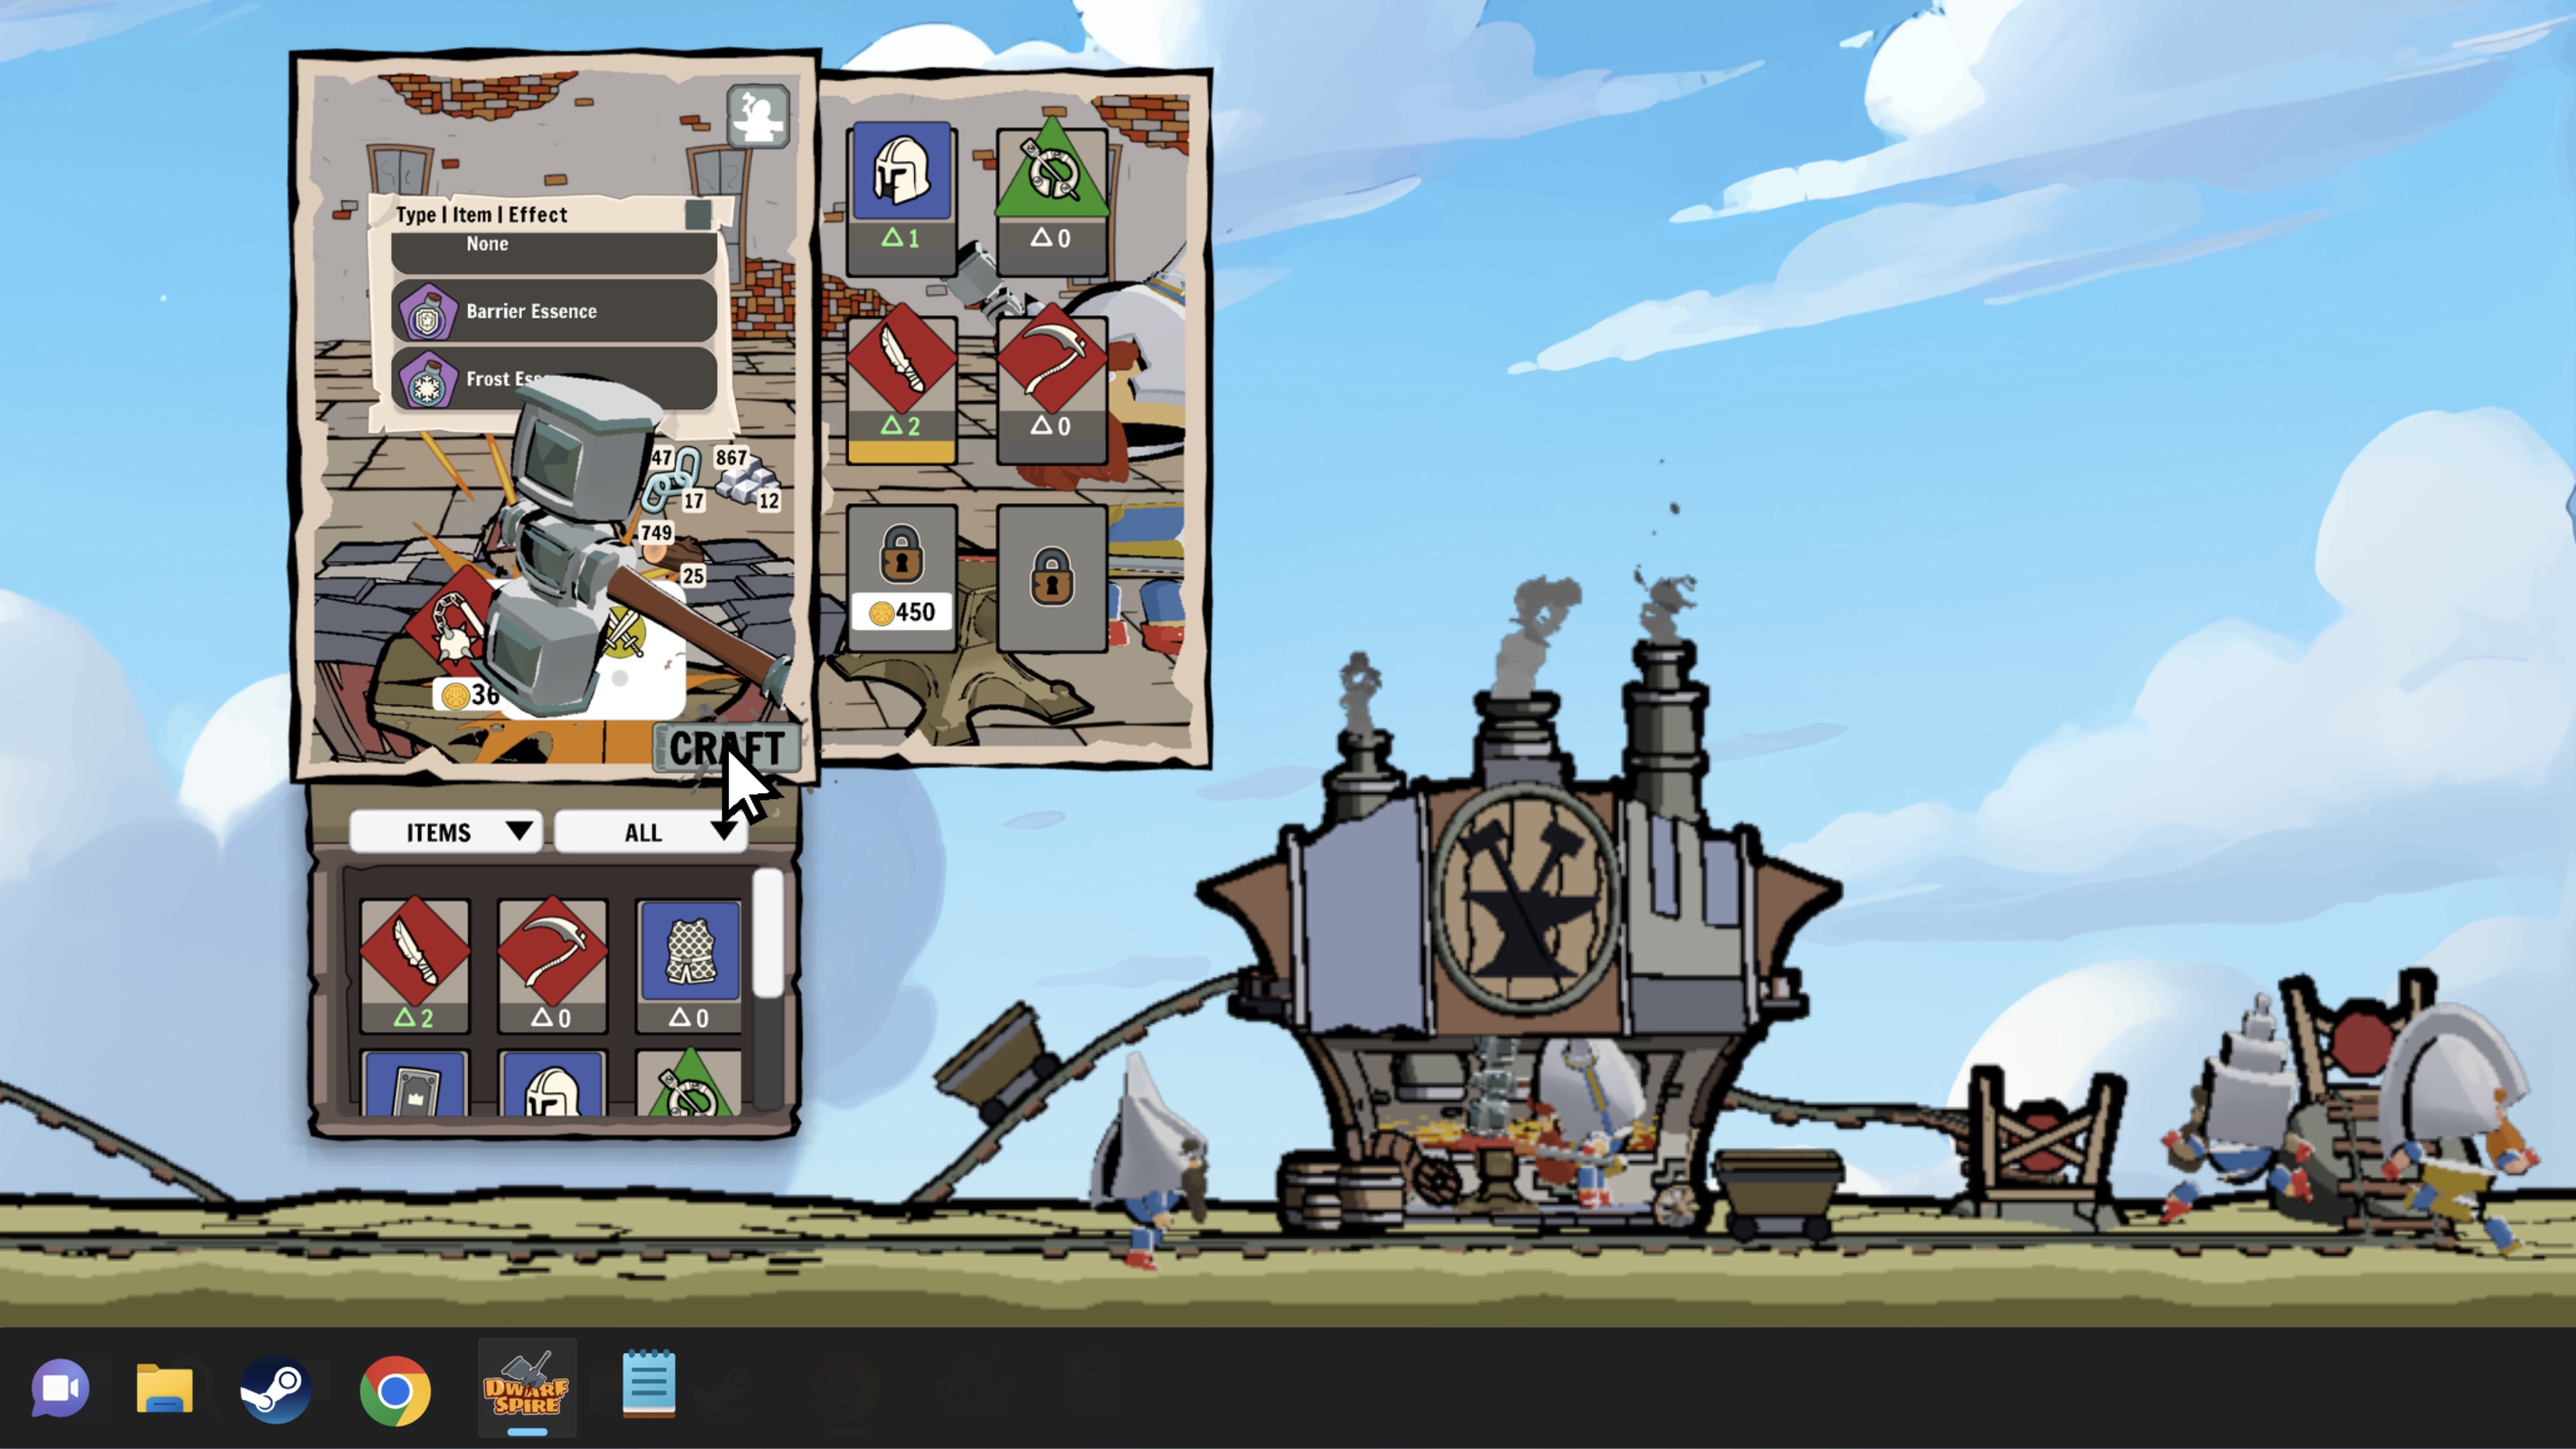 Type | Item | Effect
None
Barrier Essence
Frost
47
867
17
12
749
25
36
CRAFT
△1
△0
△2
△0
450
ITEMS
ALL
△2
△0
△0
DWARF
SPIRE